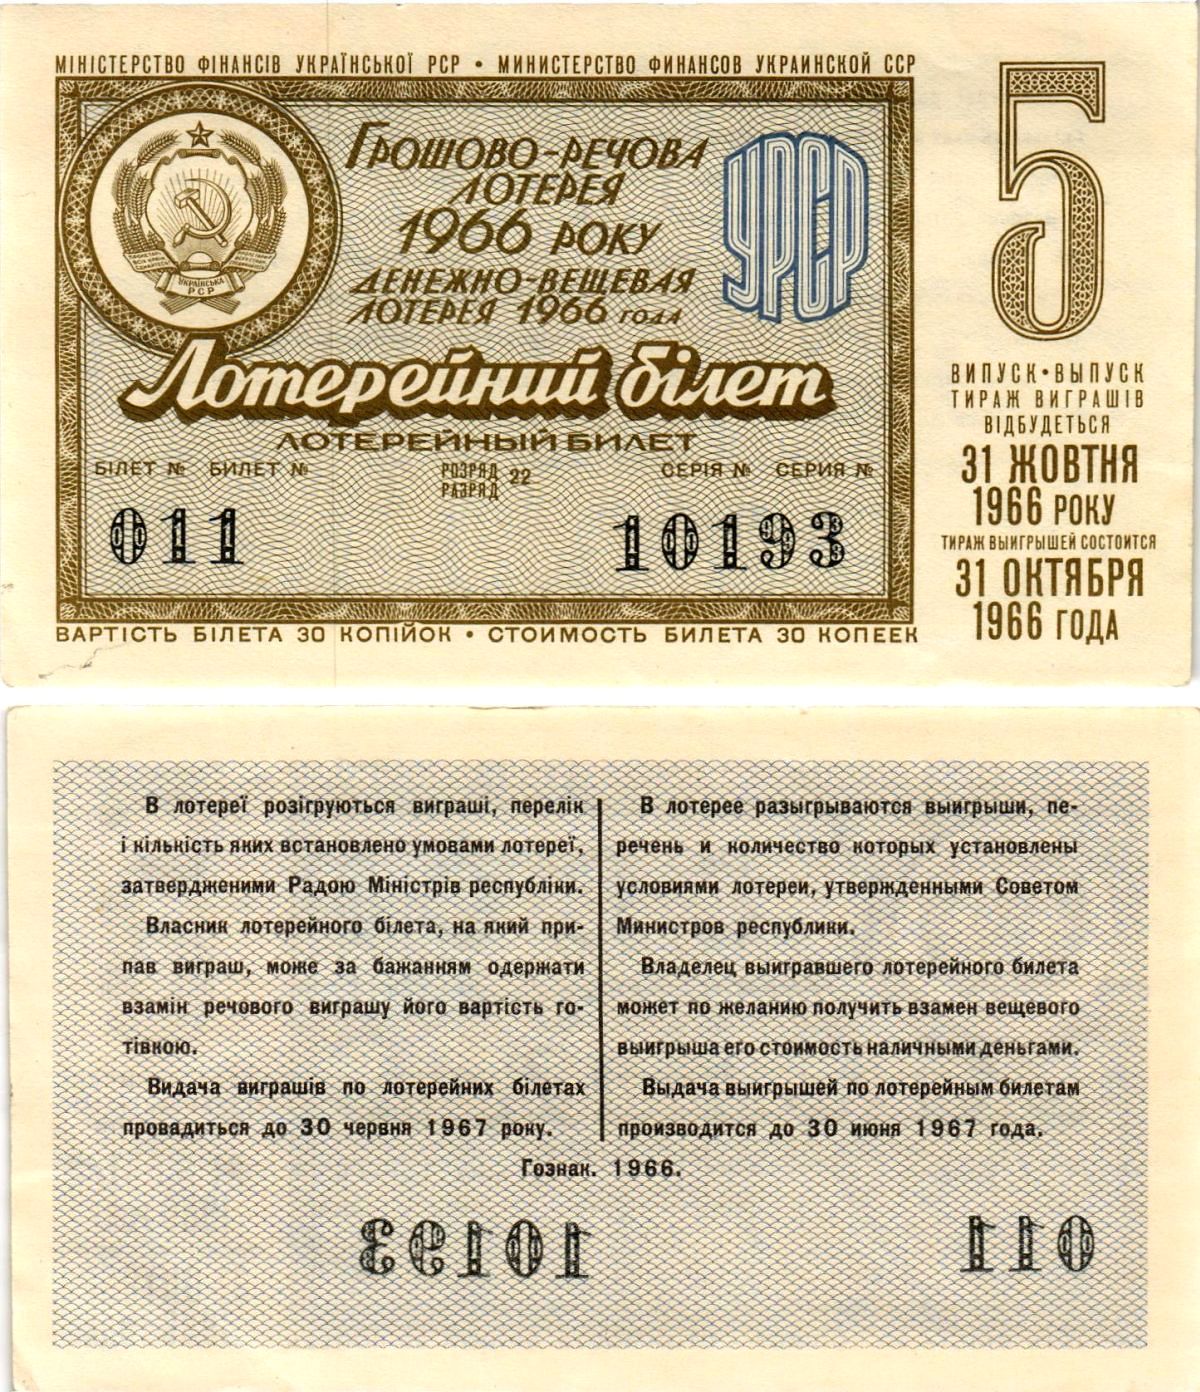 МІНІСТЕРСТВО ФІНАНСІВ УКРАЇНСЬКОЇ РСР • МИНИСТЕРСТВО ФИНАНСОВ УКРАИНСКОЙ ССР
УКРАЇНСЬКА
РСР
ГРОШОВО-РЕЧОВА
ЛОТЕРЕЯ
1966 РОКУ
ДЕНЕЖНО-ВЕЩЕВАЯ
ЛОТЕРЕЯ 1966 ГОДА
УРСР
Лотерейний білет
ЛОТЕРЕЙНЫЙ БИЛЕТ
БІЛЕТ № БИЛЕТ № РОЗРЯД РАЗРЯД 22 СЕРІЯ № СЕРИЯ №
011 10193
ВАРТІСТЬ БІЛЕТА 30 КОПІЙОК • СТОИМОСТЬ БИЛЕТА 30 КОПЕЕК
5
ВИПУСК • ВЫПУСК
ТИРАЖ ВИГРАШІВ
ВІДБУДЕТЬСЯ
31 ЖОВТНЯ
1966 РОКУ
ТИРАЖ ВЫИГРЫШЕЙ СОСТОИТСЯ
31 ОКТЯБРЯ
1966 ГОДА
В лотереї розігруються виграші, перелік
і кількість яких встановлено умовами лотереї,
затвердженими Радою Міністрів республіки.
Власник лотерейного білета, на який при-
пав виграш, може за бажанням одержати
взамін речового виграшу його вартість го-
тівкою.
Видача виграшів по лотерейних білетах
провадиться до 30 червня 1967 року.
В лотерее разыгрываются выигрыши, пе-
речень и количество которых установлены
условиями лотереи, утвержденными Советом
Министров республики.
Владелец выигравшего лотерейного билета
может по желанию получить взамен вещевого
выигрыша его стоимость наличными деньгами.
Выдача выигрышей по лотерейным билетам
производится до 30 июня 1967 года.
Гознак. 1966.
10193 011